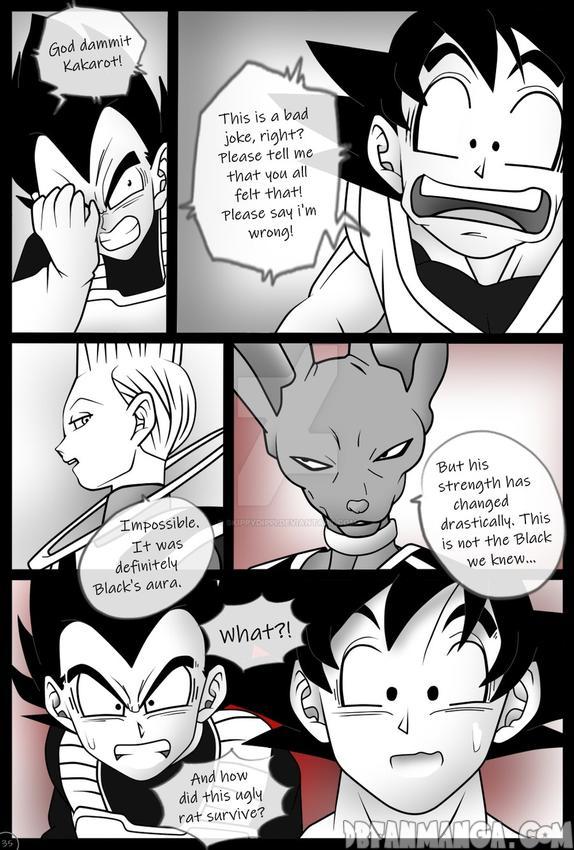 God dammit
Kakarot!
This is a bad
joke, right?
Please tell me
that you all
felt that!
Please say i'm
wrong!
Impossible.
It was
definitely
Black's aura.
But his
strength has
changed
drastically. This
is not the Black
we knew...
What?!
And how
did this ugly
rat survive?
35
DBFANMANGA.COM